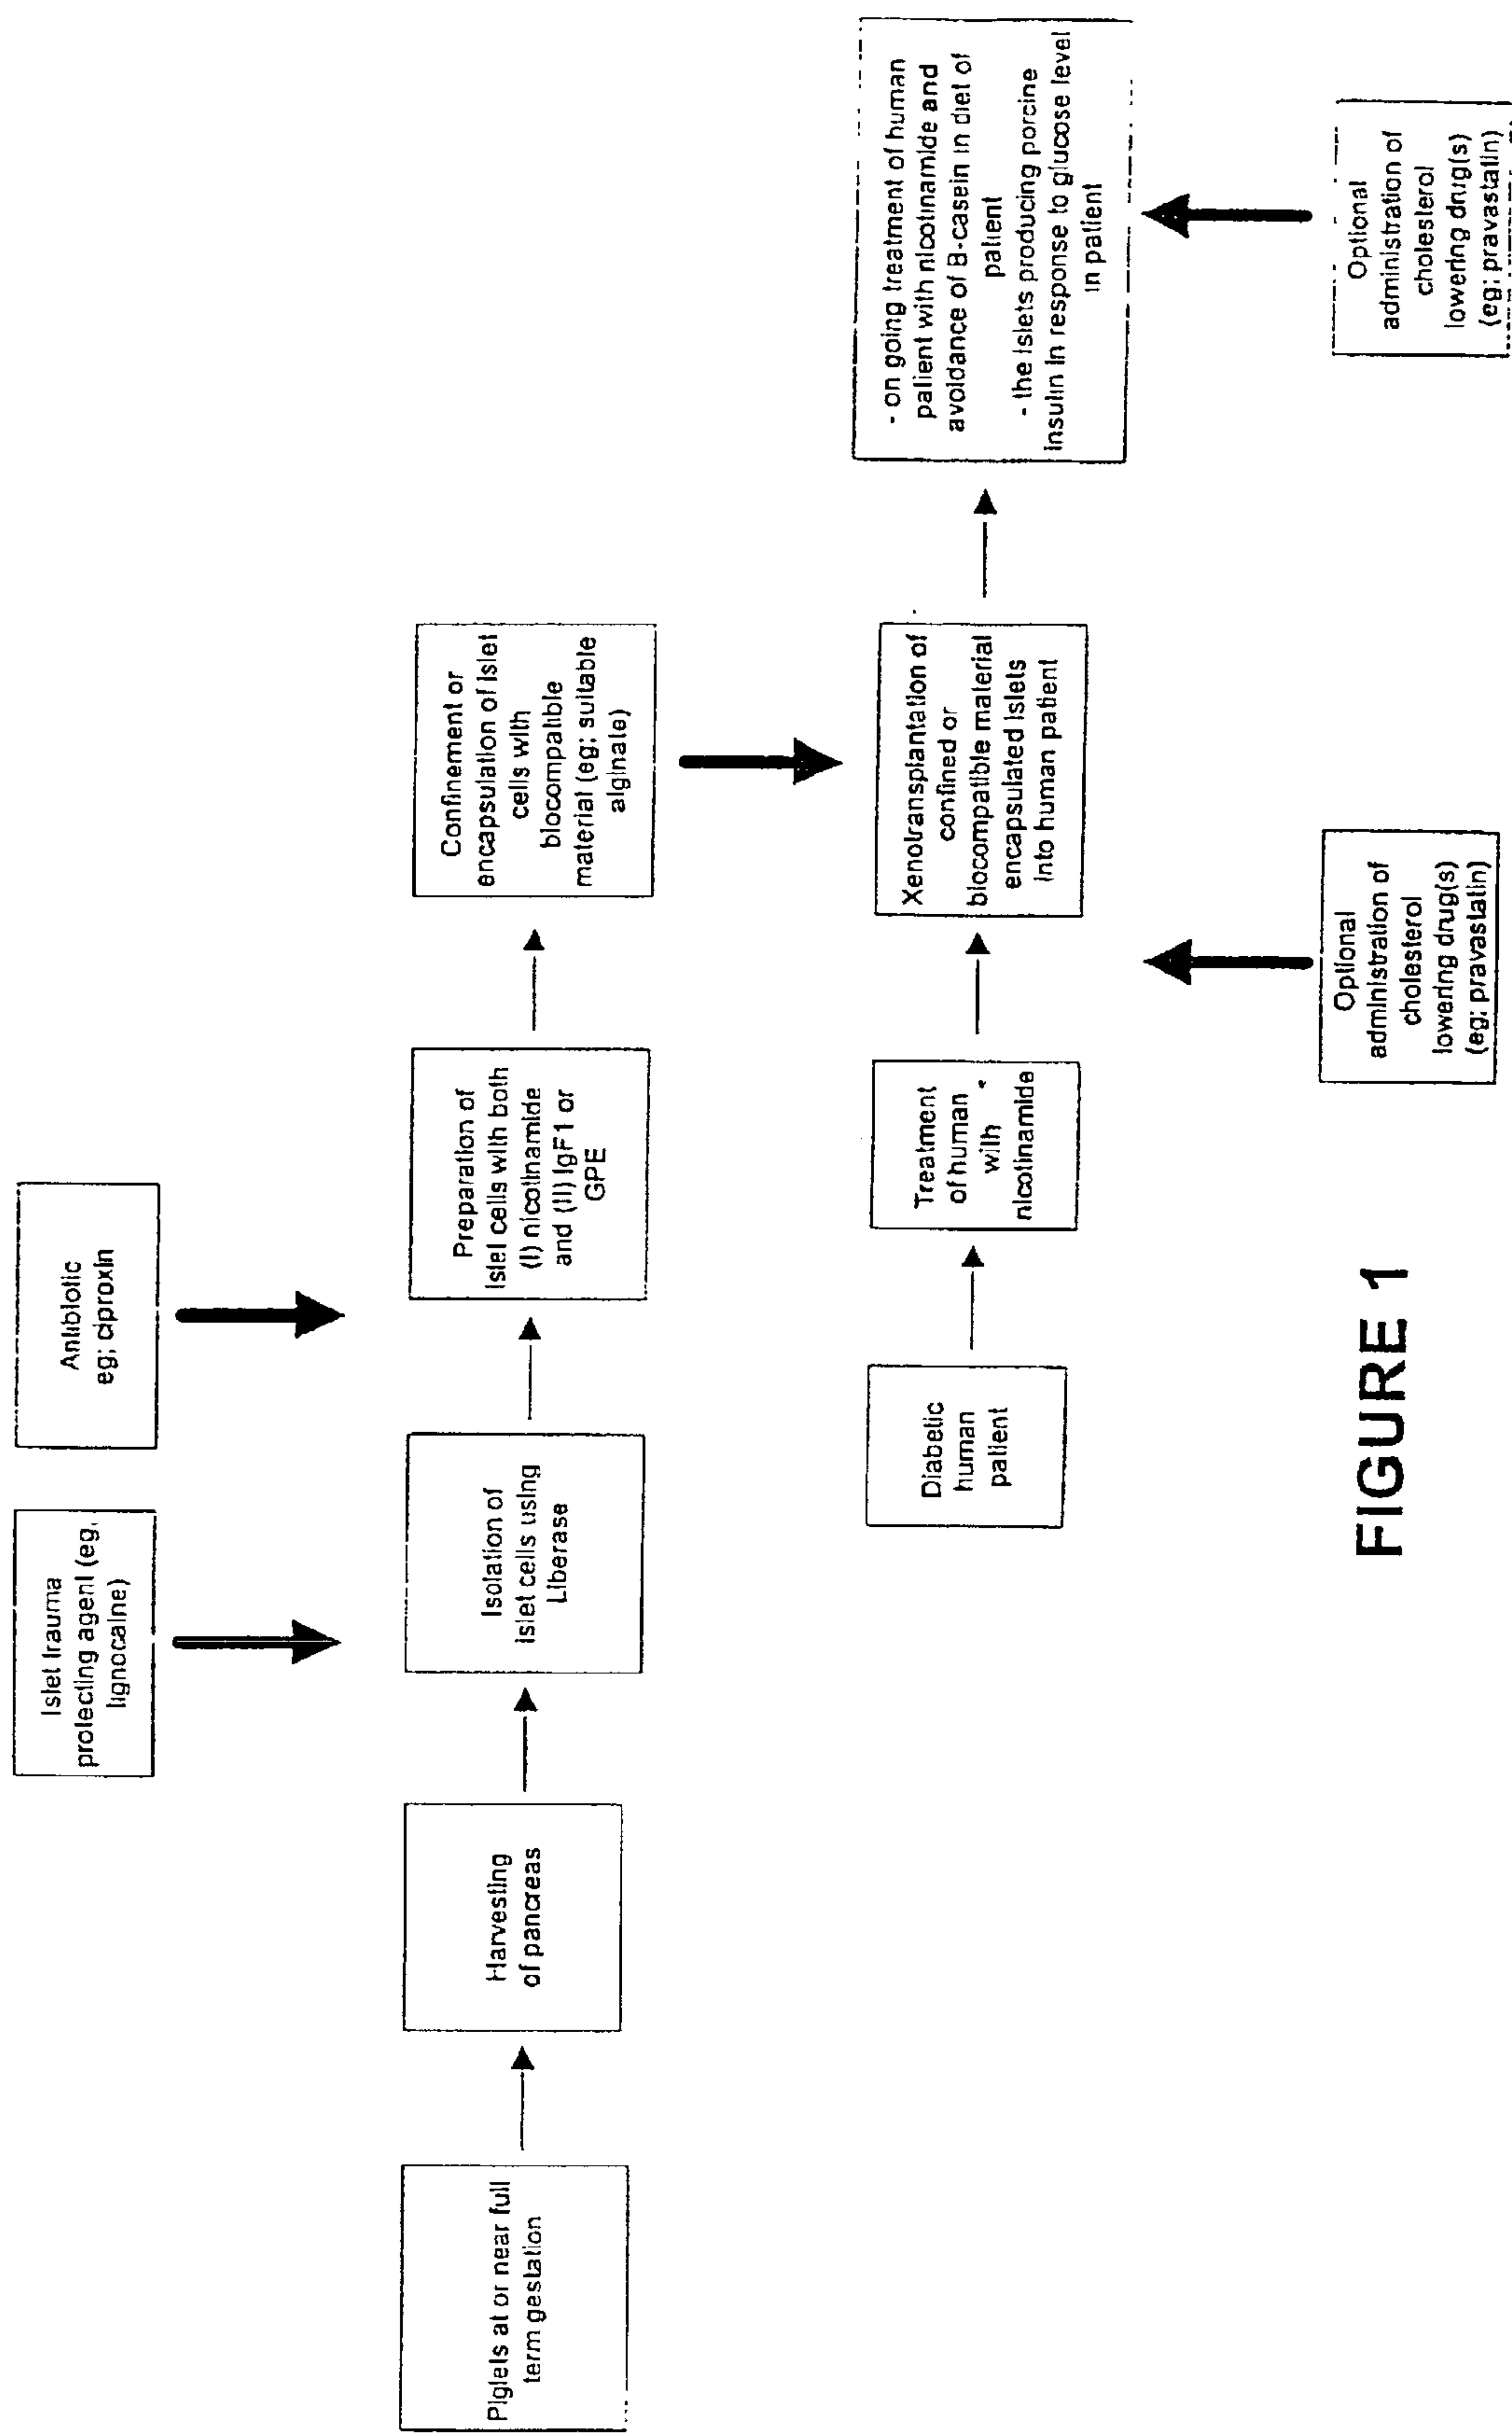 Islet trauma
protecting agent (eg,
lignocaine)
Antibiotic
eg; ciproxin
Piglets at or near full
term gestation
Harvesting
of pancreas
Isolation of
islet cells using
Liberase
Preparation of
islet cells with both
(i) nicotinamide
and (ii) IgF1 or
GPE
Confinement or
encapsulation of islet
cells with
biocompatible
material (eg; suitable
alginate)
Diabetic
human
patient
Treatment
of human
with
nicotinamide
Xenotransplantation of
confined or
biocompatible material
encapsulated islets
into human patient
- on going treatment of human
patient with nicotinamide and
avoidance of B-casein in diet of
patient
- the islets producing porcine
insulin in response to glucose level
in patient
Optional
administration of
cholesterol
lowering drug(s)
(eg; pravastatin)
Optional
administration of
cholesterol
lowering drug(s)
(eg; pravastatin)
FIGURE 1